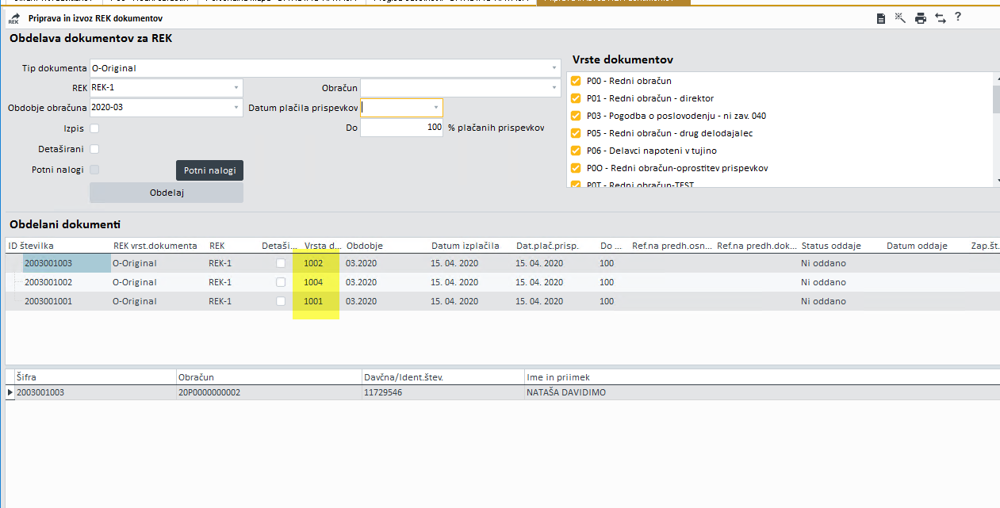 REK Priprava in izvoz REK dokumentov ?
Obdelava dokumentov za REK
Tip dokumenta O-Original
REK REK-1 Obračun
Obdobje obračuna 2020-03 Datum plačila prispevkov
Izpis Do 100 % plačanih prispevkov
Detaširani
Potni nalogi Potni nalogi
Obdelaj
Vrste dokumentov
P00 - Redni obračun
P01 - Redni obračun - direktor
P03 - Pogodba o poslovodenju - ni zav. 040
P05 - Redni obračun - drug delodajalec
P06 - Delavci napoteni v tujino
P0O - Redni obračun-oprostitev prispevkov
P0T - Redni obračun-TEST
Obdelani dokumenti
ID številka REK vrst.dokumenta REK Detaši... Vrsta d... Obdobje Datum izplačila Dat.plač.prisp. Do ... Ref.na predh.osn... Ref.na predh.dok... Status oddaje Datum oddaje Zap.št.
2003001003 O-Original REK-1 1002 03.2020 15. 04. 2020 15. 04. 2020 100 Ni oddano
2003001002 O-Original REK-1 1004 03.2020 15. 04. 2020 15. 04. 2020 100 Ni oddano
2003001001 O-Original REK-1 1001 03.2020 15. 04. 2020 15. 04. 2020 100 Ni oddano
Šifra Obračun Davčna/Ident.štev. Ime in priimek
2003001003 20P0000000002 11729546 NATAŠA DAVIDIMO